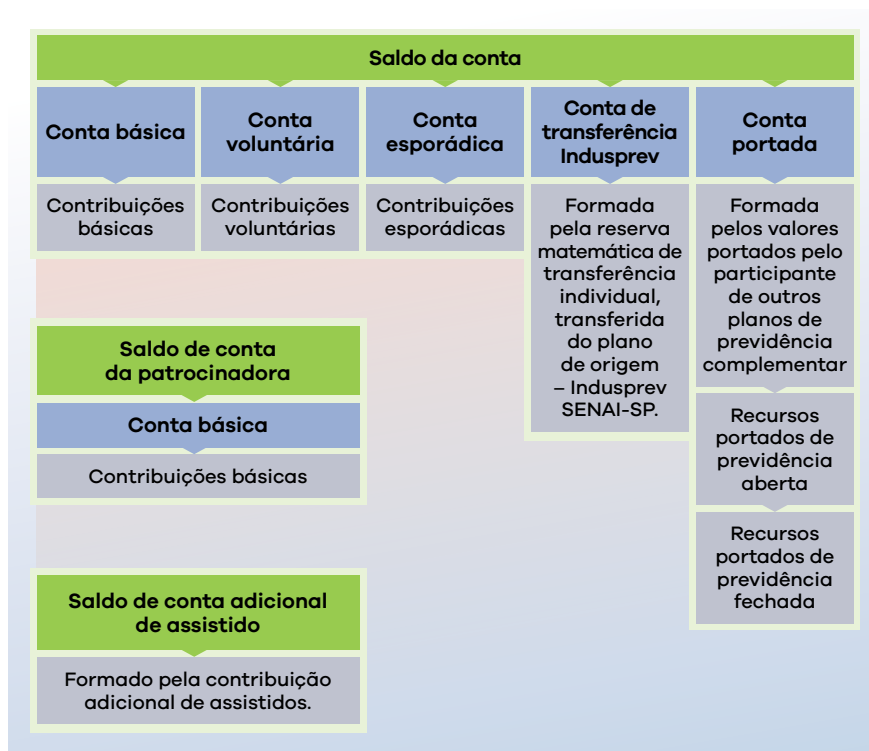 Saldo da conta
Conta básica
Contribuições
básicas
Conta
voluntária
Contribuições
voluntárias
Conta
esporádica
Contribuições
esporádicas
Conta de
transferência
Indusprev
Formada
pela reserva
matemática de
transferência
individual,
transferida
do plano
de origem
– Indusprev
SENAI-SP.
Conta
portada
Formada
pelos valores
portados pelo
participante
de outros
planos de
previdência
complementar
Recursos
portados de
previdência
aberta
Recursos
portados de
previdência
fechada
Saldo de conta
da patrocinadora
Conta básica
Contribuições básicas
Saldo de conta adicional
de assistido
Formado pela contribuição
adicional de assistidos.